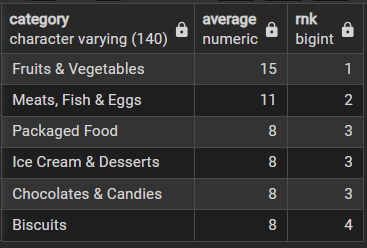 category average rnk
character varying (140) numeric bigint
Fruits & Vegetables 15 1
Meats, Fish & Eggs 11 2
Packaged Food 8 3
Ice Cream & Desserts 8 3
Chocolates & Candies 8 3
Biscuits 8 4